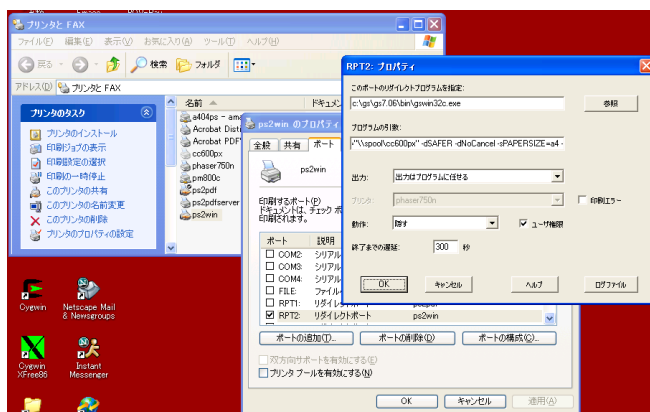 プリンタと FAX
ファイル(F) 編集(E) 表示(V) お気に入り(A) ツール(T) ヘルプ(H)
戻る 検索 フォルダ
アドレス(D) プリンタと FAX
プリンタのタスク
プリンタのインストール
印刷ジョブの表示
印刷設定の選択
印刷の一時停止
このプリンタの共有
このプリンタの名前変更
このプリンタの削除
プリンタのプロパティの設定
名前
a404ps - ama
Acrobat Disti
Acrobat PDF
cc600px
phaser750n
pm800c
ps2pdf
ps2pdfserver
ps2win
ps2win のプロパティ
全般 共有 ポート
ps2win
印刷するポート(P)
ドキュメントは、チェック ボ
印刷されます。
ポート 説明
COM2: シリアル
COM3: シリアル
COM4: シリアル
FILE: ファイル
RPT1: リダイレクトポート ps2pdf
RPT2: リダイレクトポート ps2win
ポートの追加(T)... ポートの削除(D) ポートの構成(C)...
双方向サポートを有効にする(E)
プリンタ プールを有効にする(N)
OK キャンセル 適用(A)
RPT2: プロパティ
このポートのリダイレクトプログラムを指定:
c:\gs\gs7.06\bin\gswin32c.exe 参照
プログラムの引数:
/"\\spool\cc600px" -dSAFER -dNoCancel -sPAPERSIZE=a4 -
出力: 出力はプログラムに任せる
プリンタ: phaser750n 印刷エラー
動作: 隠す ユーザ権限
終了までの遅延: 300 秒
OK キャンセル ヘルプ ログファイル
Cygwin
Netscape Mail
& Newsgroups
Cygwin
XFree86
Instant
Messenger